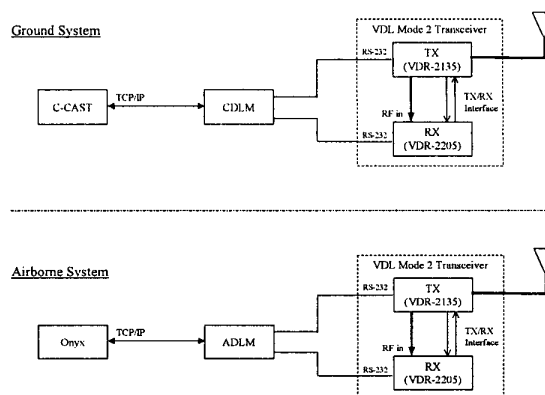 Ground System
VDL Mode 2 Transceiver
RS-232
TX
(VDR-2135)
TCP/IP
C-CAST
CDLM
RF in
TX/RX
Interface
RS-232
RX
(VDR-2205)
Airborne System
VDL Mode 2 Transceiver
RS-232
TX
(VDR-2135)
TCP/IP
Onyx
ADLM
RF in
TX/RX
Interface
RS-232
RX
(VDR-2205)